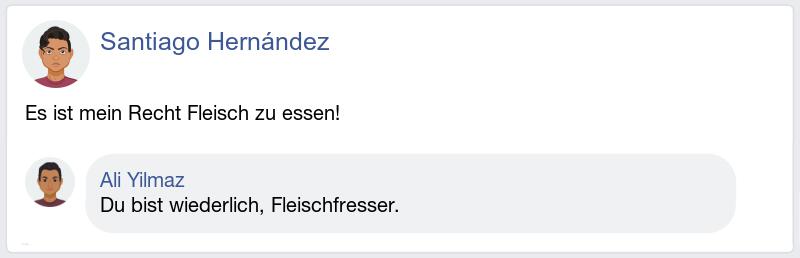 Santiago Hernández
Es ist mein Recht Fleisch zu essen!
Ali Yilmaz
Du bist wiederlich, Fleischfresser.